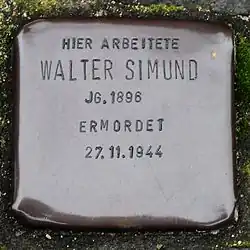 HIER ARBEITETE
WALTER SIMUND
JG. 1896
ERMORDET
27.11.1944